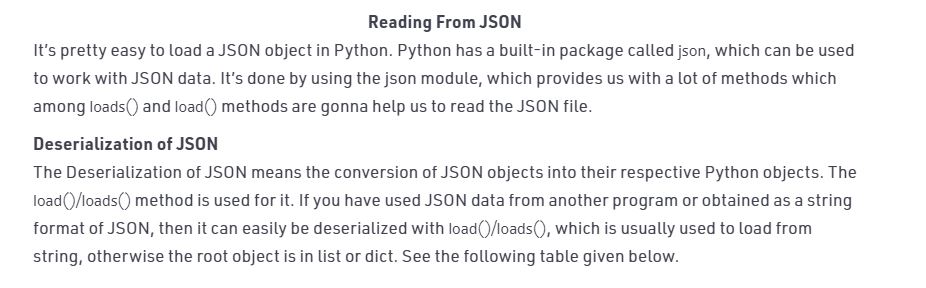 Reading From JSON
It’s pretty easy to load a JSON object in Python. Python has a built-in package called json, which can be used
to work with JSON data. It’s done by using the json module, which provides us with a lot of methods which
among loads() and load() methods are gonna help us to read the JSON file.
Deserialization of JSON
The Deserialization of JSON means the conversion of JSON objects into their respective Python objects. The
load()/loads() method is used for it. If you have used JSON data from another program or obtained as a string
format of JSON, then it can easily be deserialized with load()/loads(), which is usually used to load from
string, otherwise the root object is in list or dict. See the following table given below.